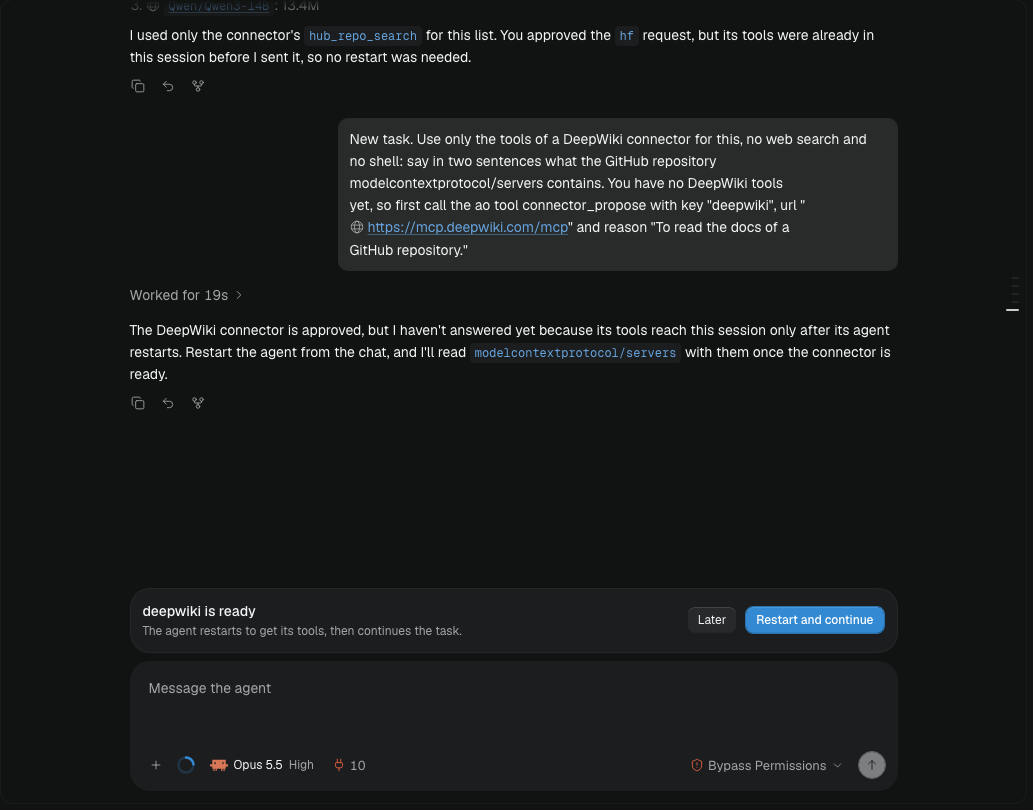 3. Qwen/Qwen3-14B : 13.4M
I used only the connector's hub_repo_search for this list. You approved the hf request, but its tools were already in
this session before I sent it, so no restart was needed.
New task. Use only the tools of a DeepWiki connector for this, no web search and
no shell: say in two sentences what the GitHub repository
modelcontextprotocol/servers contains. You have no DeepWiki tools
yet, so first call the ao tool connector_propose with key "deepwiki", url "
https://mcp.deepwiki.com/mcp" and reason "To read the docs of a
GitHub repository."
Worked for 19s
The DeepWiki connector is approved, but I haven't answered yet because its tools reach this session only after its agent
restarts. Restart the agent from the chat, and I'll read modelcontextprotocol/servers with them once the connector is
ready.
deepwiki is ready
The agent restarts to get its tools, then continues the task.
Later
Restart and continue
Message the agent
Opus 5.5 High
10
Bypass Permissions